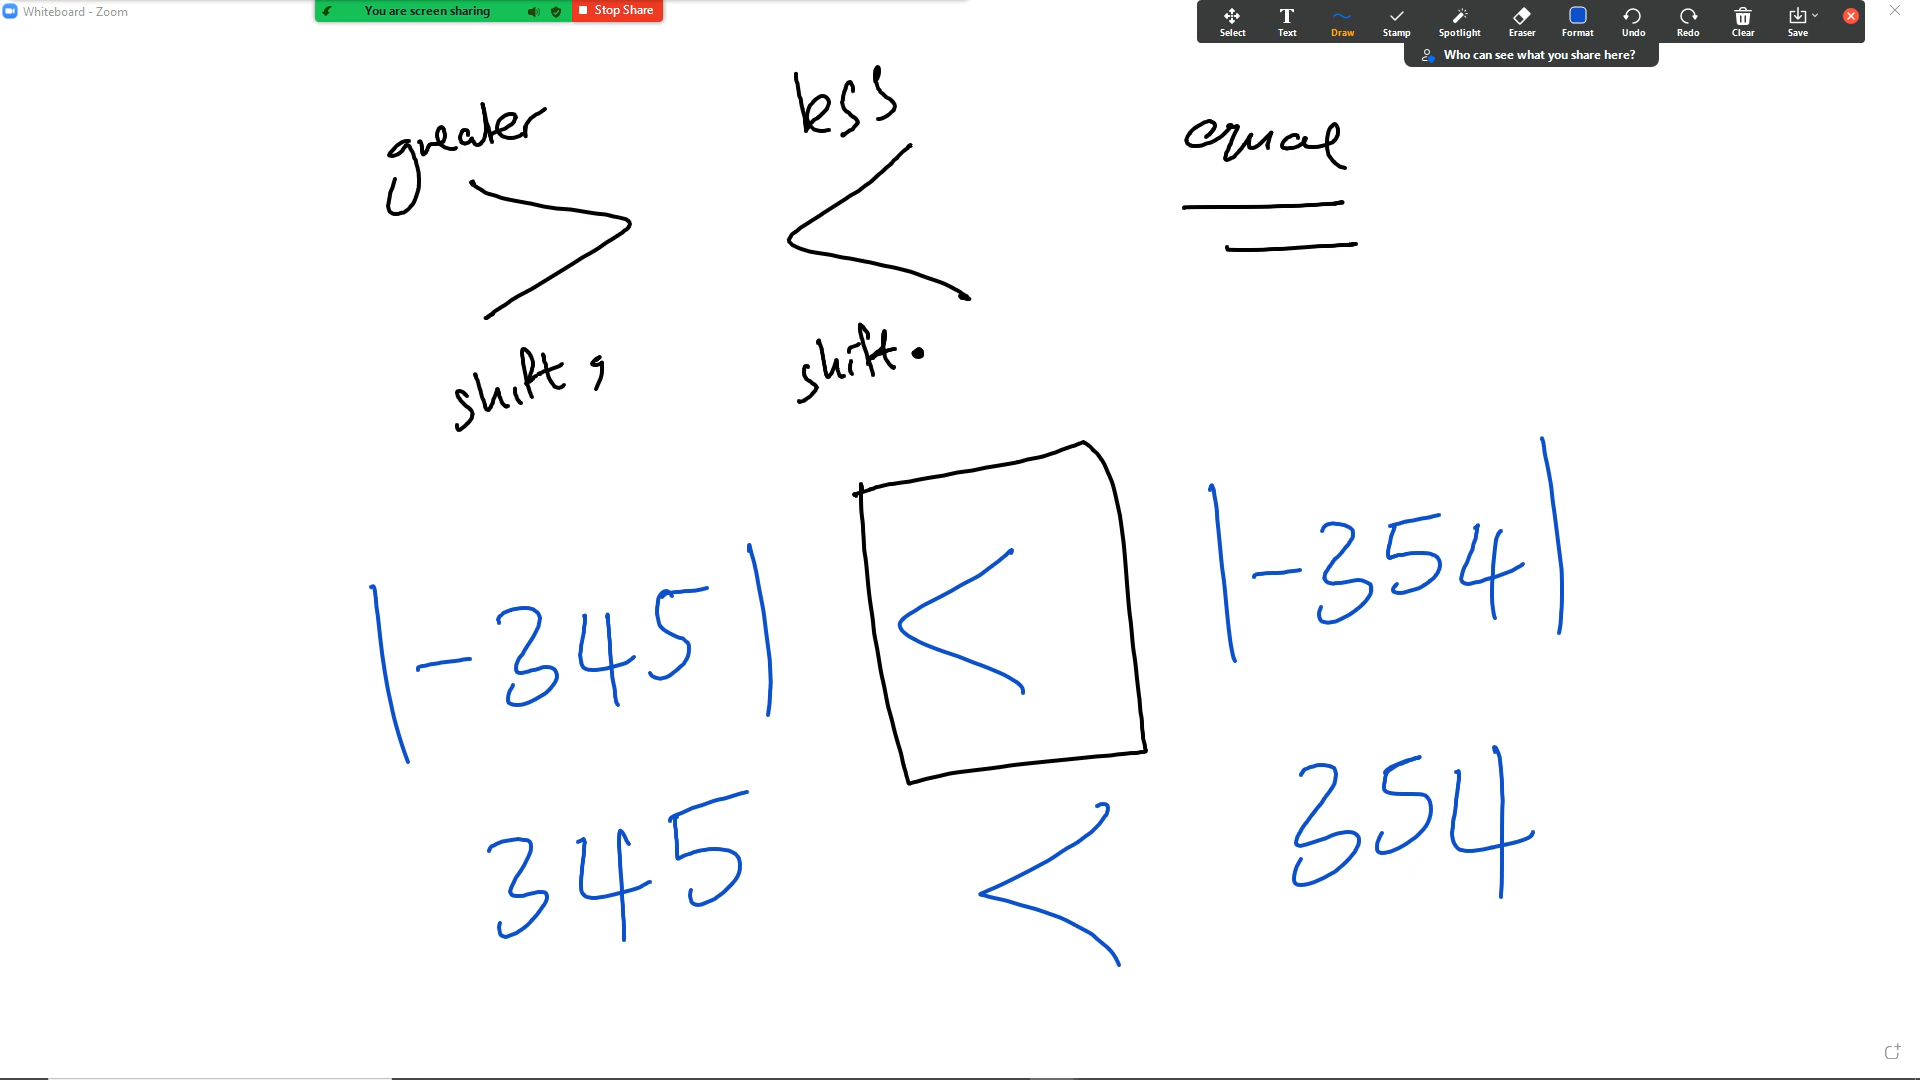 Whiteboard - Zoom
You are screen sharing
Stop Share
Select Text Draw Stamp Spotlight Eraser Format Undo Redo Clear Save
Who can see what you share here?
greater less equal
> < =
shift , shift .
|-345| < |-354|
345 < 354